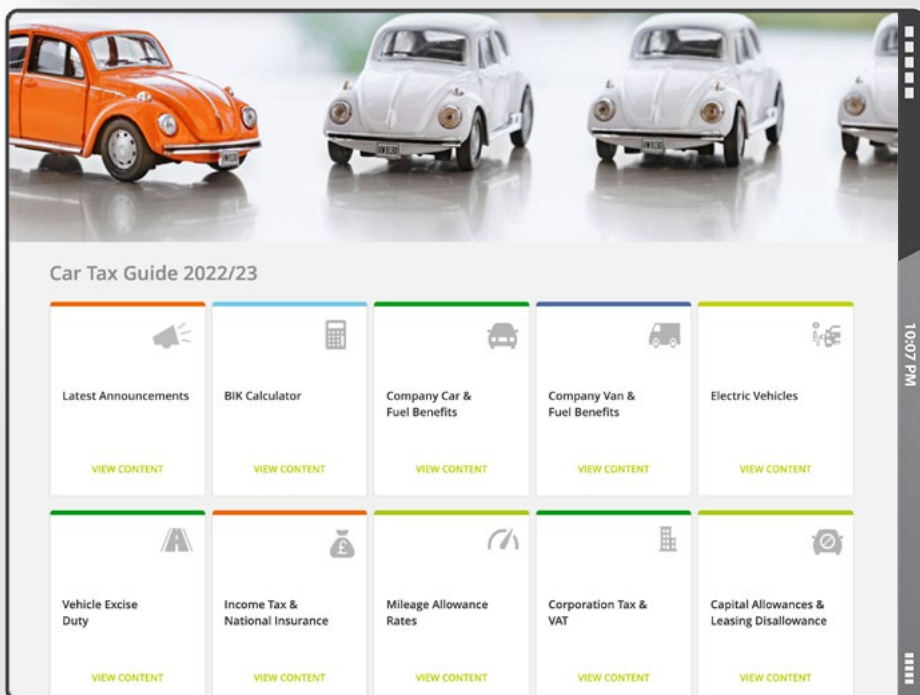 Car Tax Guide 2022/23
Latest Announcements
VIEW CONTENT
BIK Calculator
VIEW CONTENT
Company Car &
Fuel Benefits
VIEW CONTENT
Company Van &
Fuel Benefits
VIEW CONTENT
Electric Vehicles
VIEW CONTENT
Vehicle Excise
Duty
VIEW CONTENT
Income Tax &
National Insurance
VIEW CONTENT
Mileage Allowance
Rates
VIEW CONTENT
Corporation Tax &
VAT
VIEW CONTENT
Capital Allowances &
Leasing Disallowance
VIEW CONTENT
10:07 PM